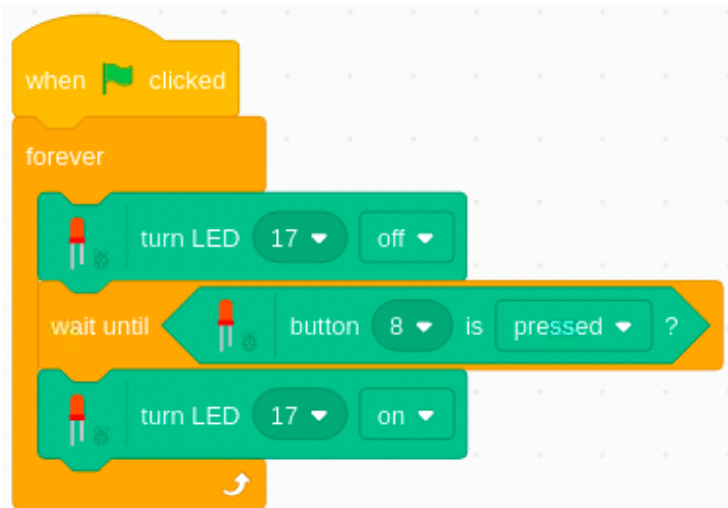 when clicked
forever
turn LED 17 off
wait until button 8 is pressed ?
turn LED 17 on